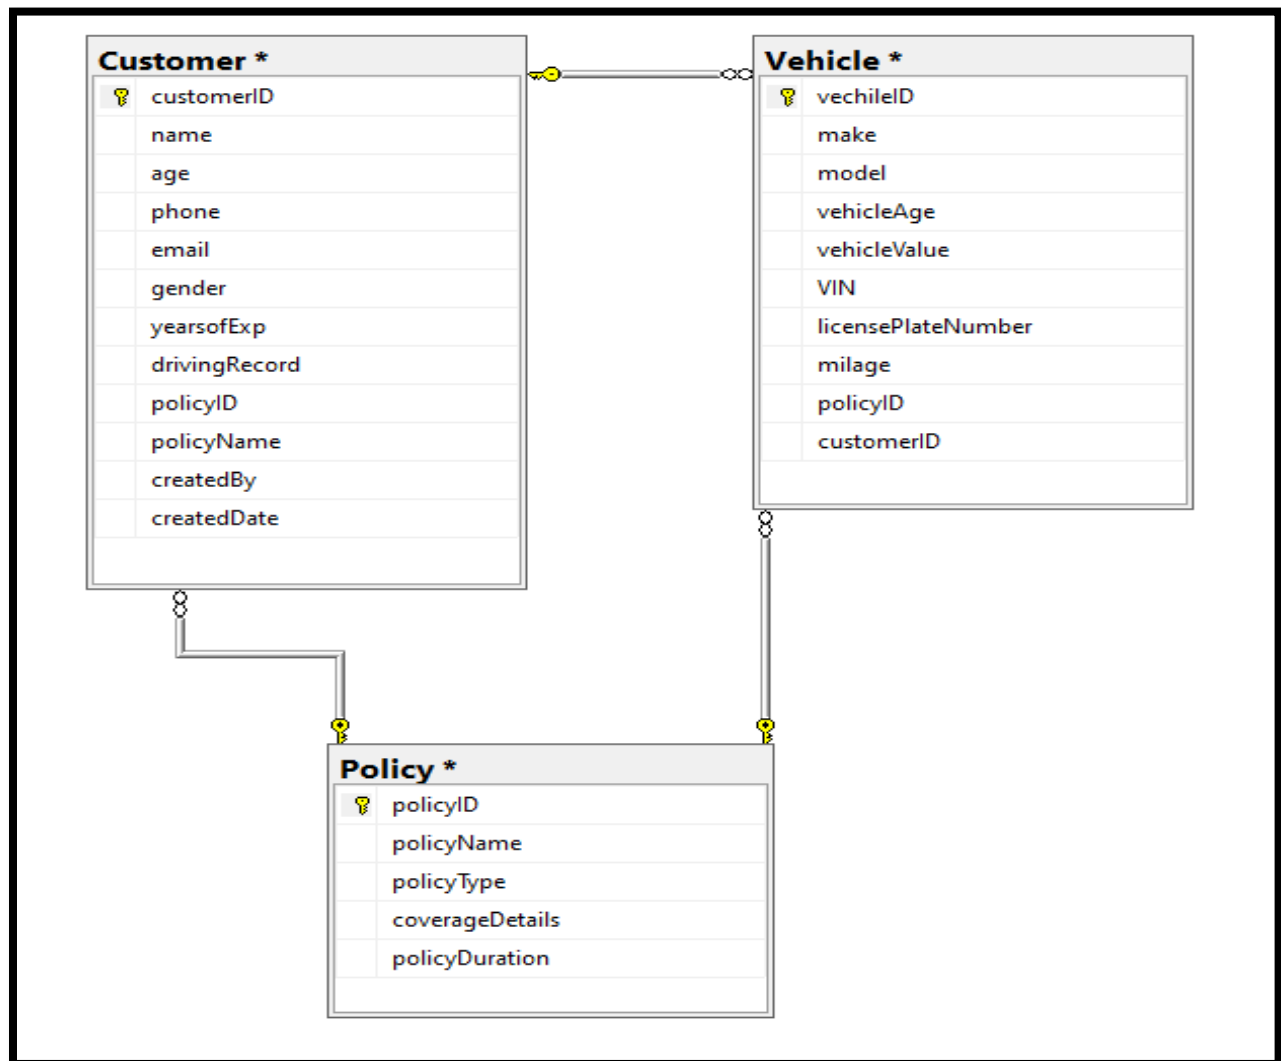 Customer *
customerID
name
age
phone
email
gender
yearsofExp
drivingRecord
policyID
policyName
createdBy
createdDate
Vehicle *
vechileID
make
model
vehicleAge
vehicleValue
VIN
licensePlateNumber
milage
policyID
customerID
Policy *
policyID
policyName
policyType
coverageDetails
policyDuration